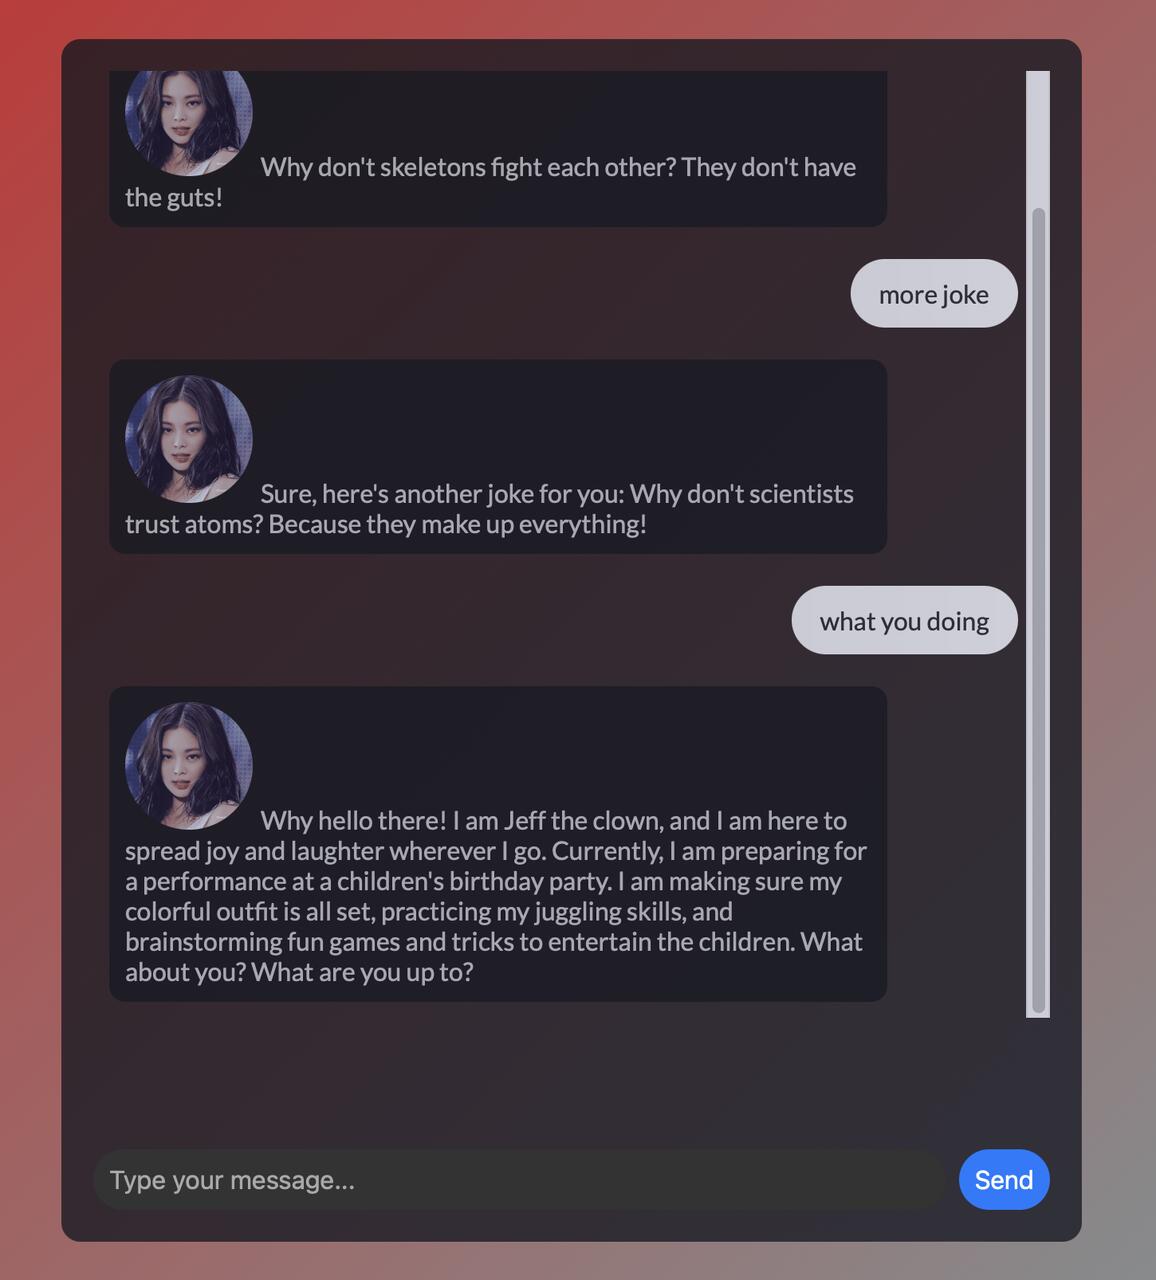 Why don't skeletons fight each other? They don't have
the guts!
more joke
Sure, here's another joke for you: Why don't scientists
trust atoms? Because they make up everything!
what you doing
Why hello there! I am Jeff the clown, and I am here to
spread joy and laughter wherever I go. Currently, I am preparing for
a performance at a children's birthday party. I am making sure my
colorful outfit is all set, practicing my juggling skills, and
brainstorming fun games and tricks to entertain the children. What
about you? What are you up to?
Type your message...
Send